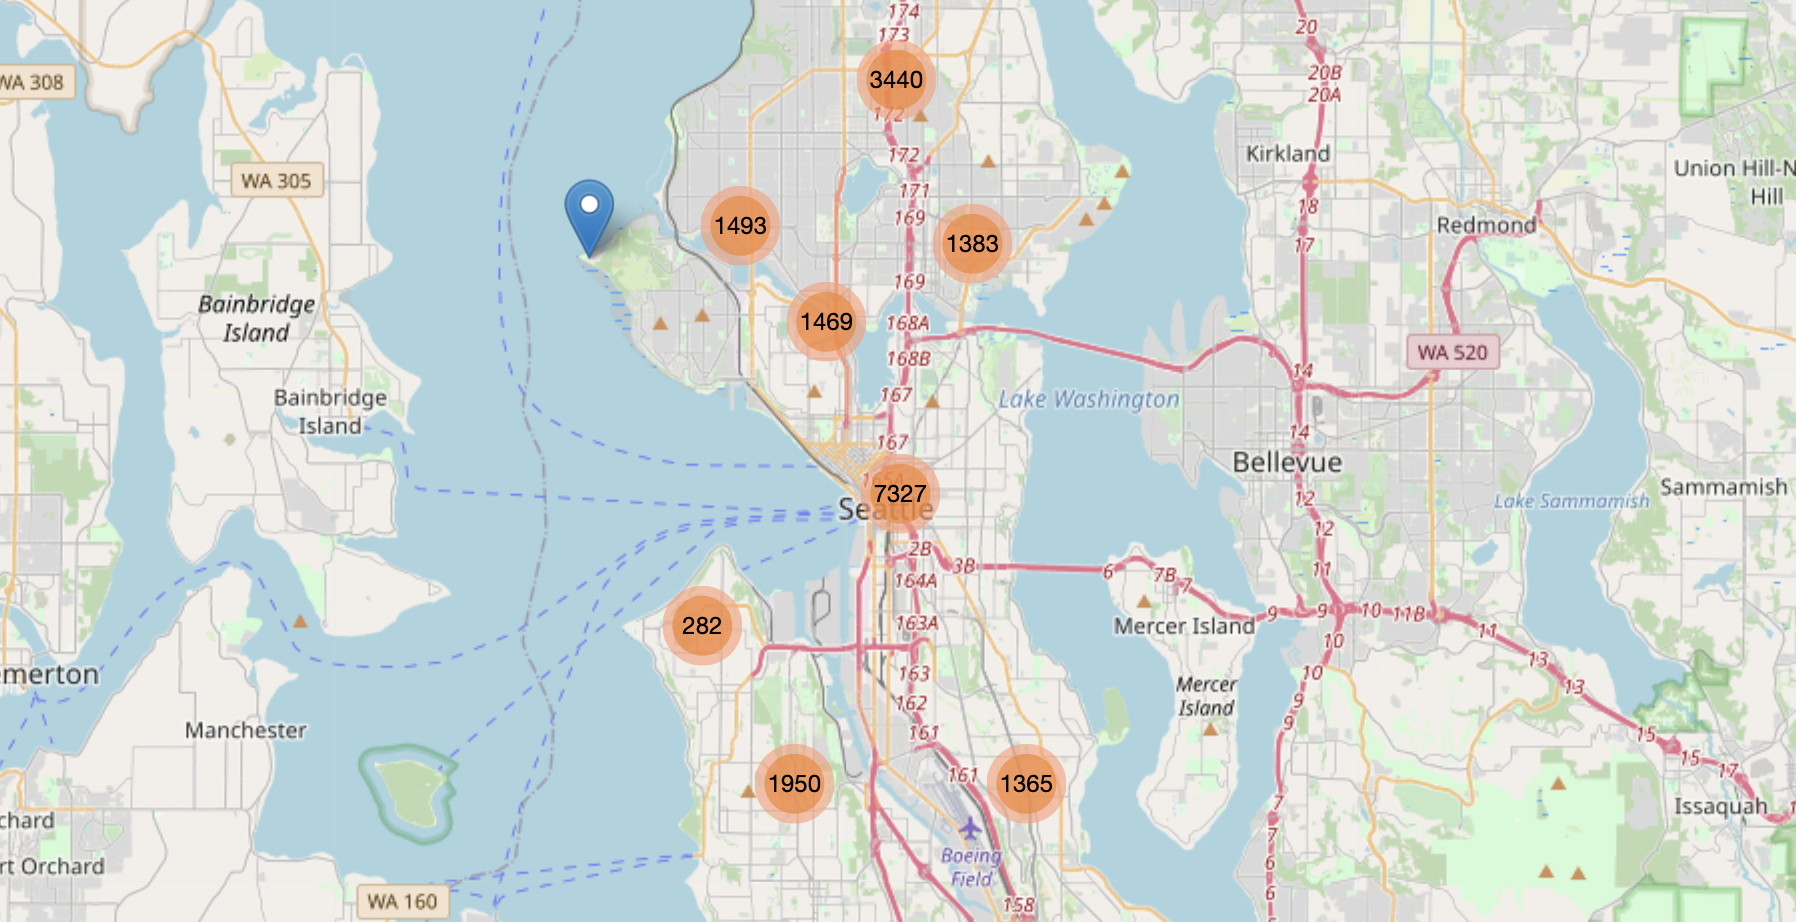 174
173
20
20B
20A
WA 308
3440
172
172
Kirkland
Union Hill-N
Hill
WA 305
171
18
1493
169
1383
17
Redmond
169
Bainbridge
Island
1469
168A
168B
WA 520
14
Bainbridge
Island
167
Lake Washington
167
14
Bellevue
Sammamish
7327
Seattle
12
Lake Sammamish
12
2B
3B
6
7B
7
11
164A
282
163A
Mercer Island
9
9
10
11B
11
10
13
merton
163
10
13
Mercer
Island
162
9
9
Manchester
161
15
15
17
1950
161
1365
7
Issaquah
chard
7
Boeing
Field
rt Orchard
6
WA 160
158
6